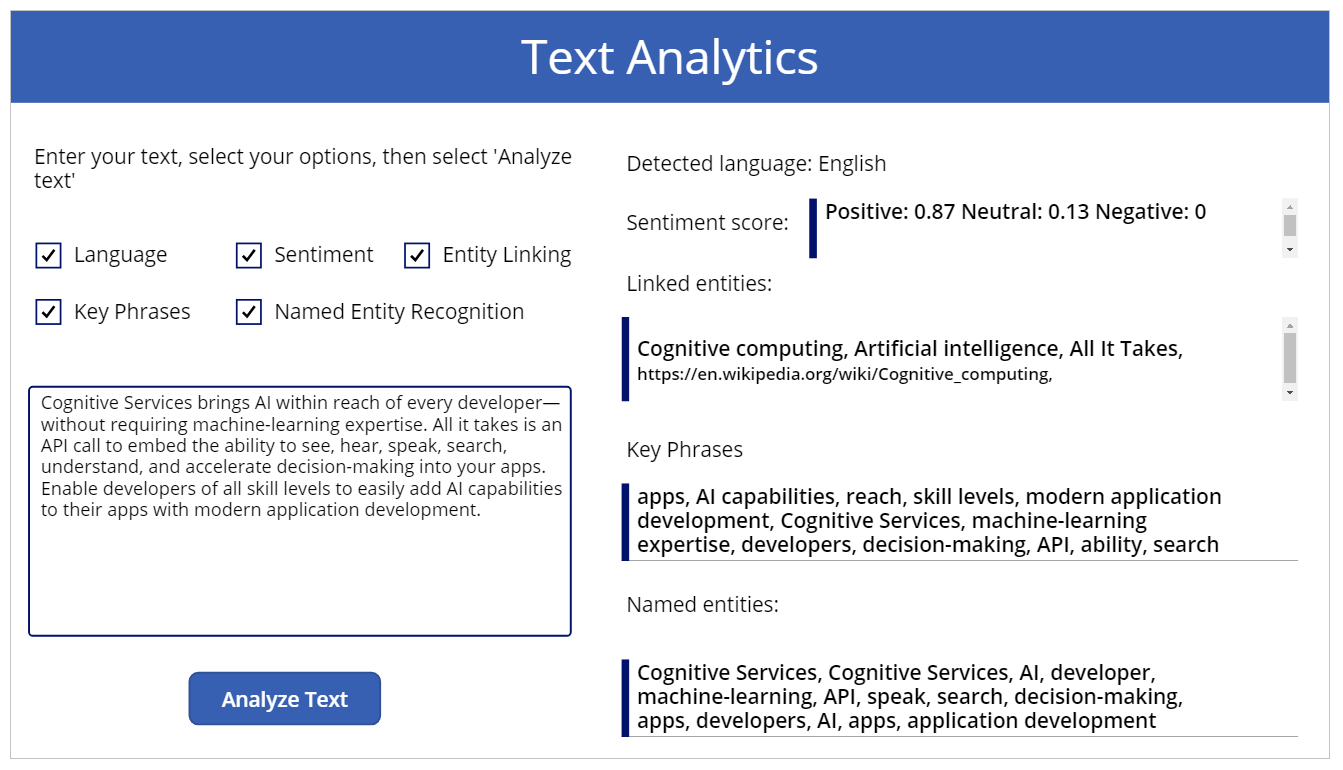 Text Analytics
Enter your text, select your options, then select 'Analyze
text'
Language
Sentiment
Entity Linking
Key Phrases
Named Entity Recognition
Cognitive Services brings AI within reach of every developer—
without requiring machine-learning expertise. All it takes is an
API call to embed the ability to see, hear, speak, search,
understand, and accelerate decision-making into your apps.
Enable developers of all skill levels to easily add AI capabilities
to their apps with modern application development.
Analyze Text
Detected language: English
Sentiment score:
Positive: 0.87 Neutral: 0.13 Negative: 0
Linked entities:
Cognitive computing, Artificial intelligence, All It Takes,
https://en.wikipedia.org/wiki/Cognitive_computing,
Key Phrases
apps, AI capabilities, reach, skill levels, modern application
development, Cognitive Services, machine-learning
expertise, developers, decision-making, API, ability, search
Named entities:
Cognitive Services, Cognitive Services, AI, developer,
machine-learning, API, speak, search, decision-making,
apps, developers, AI, apps, application development